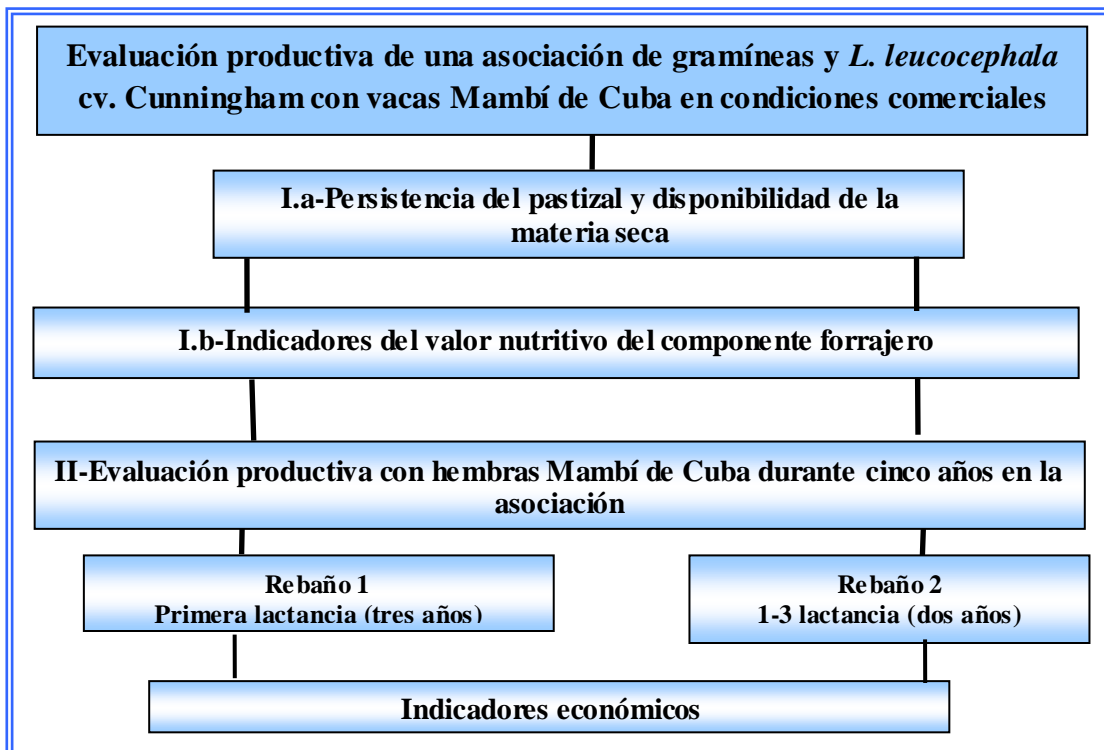 Evaluación productiva de una asociación de gramíneas y L. leucocephala
cv. Cunningham con vacas Mambí de Cuba en condiciones comerciales
I.a-Persistencia del pastizal y disponibilidad de la
materia seca
I.b-Indicadores del valor nutritivo del componente forrajero
II-Evaluación productiva con hembras Mambí de Cuba durante cinco años en la
asociación
Rebaño 1
Primera lactancia (tres años)
Rebaño 2
1-3 lactancia (dos años)
Indicadores económicos